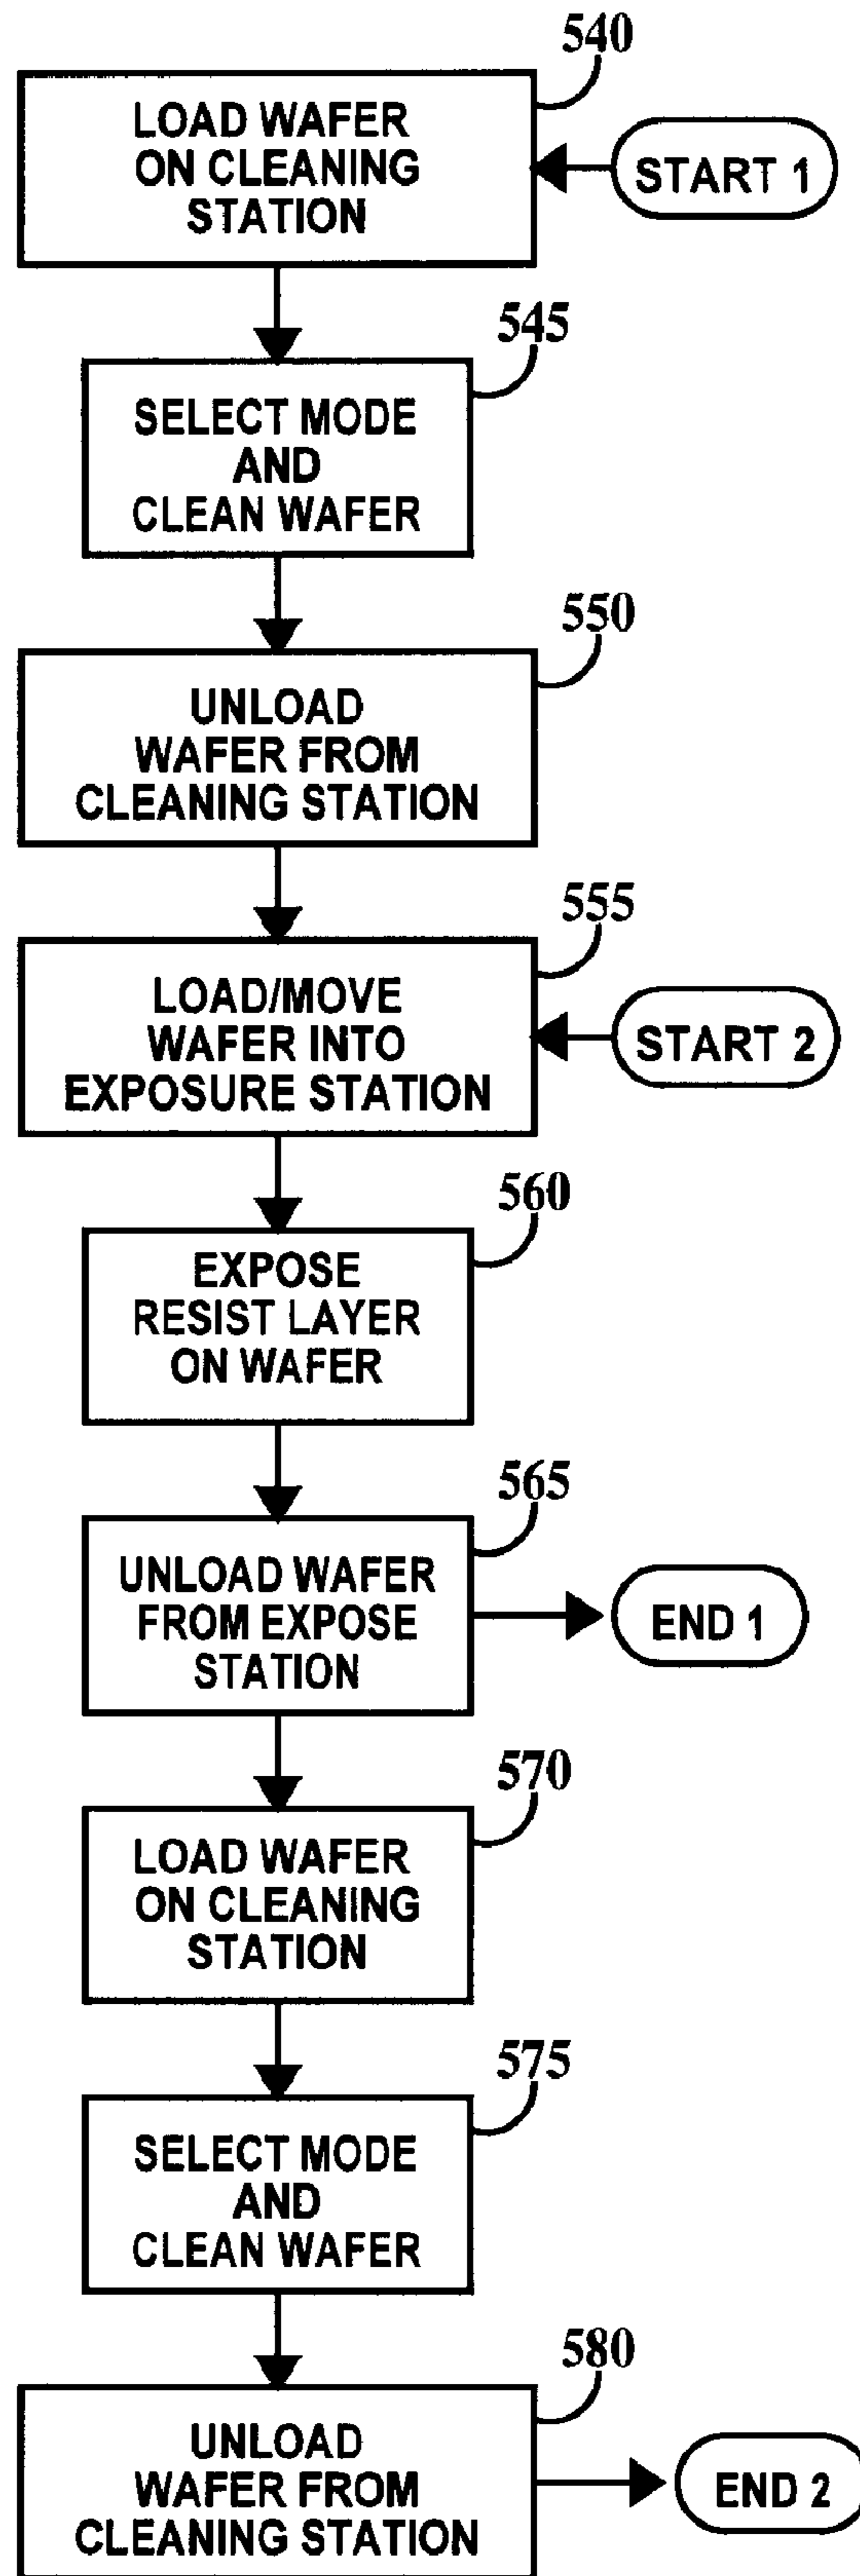 540
LOAD WAFER
ON CLEANING
STATION
START 1
545
SELECT MODE
AND
CLEAN WAFER
550
UNLOAD
WAFER FROM
CLEANING STATION
555
LOAD/MOVE
WAFER INTO
EXPOSURE STATION
START 2
560
EXPOSE
RESIST LAYER
ON WAFER
565
UNLOAD WAFER
FROM EXPOSE
STATION
END 1
570
LOAD WAFER
ON CLEANING
STATION
575
SELECT MODE
AND
CLEAN WAFER
580
UNLOAD
WAFER FROM
CLEANING STATION
END 2